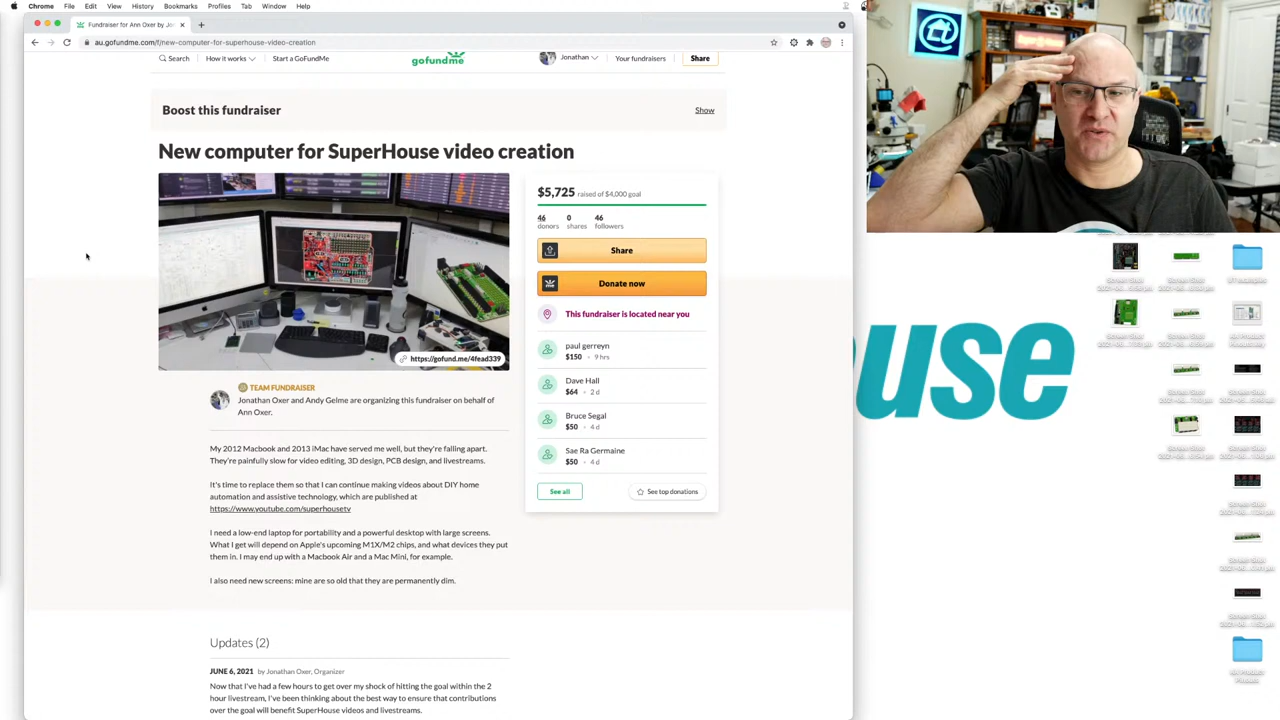 Chrome File Edit View History Bookmarks Profiles Tab Window Help
Fundraiser for Ann Oxer by Jo
au.gofundme.com/f/new-computer-for-superhouse-video-creation
Search How it works Start a GoFundMe gofundme Jonathan Your fundraisers Share
Boost this fundraiser Show
New computer for SuperHouse video creation
$5,725 raised of $4,000 goal
46 0 46
donors shares followers
Share
Donate now
This fundraiser is located near you
paul gerreyn
$150 • 9 hrs
https://gofund.me/4fead339
Dave Hall
$64 • 2 d
TEAM FUNDRAISER
Jonathan Oxer and Andy Gelme are organizing this fundraiser on behalf of
Ann Oxer.
Bruce Segal
$50 • 4 d
Sae Ra Germaine
$50 • 4 d
See all See top donations
My 2012 Macbook and 2013 iMac have served me well, but they're falling apart.
They're painfully slow for video editing, 3D design, PCB design, and livestreams.
It's time to replace them so that I can continue making videos about DIY home
automation and assistive technology, which are published at
https://www.youtube.com/superhousetv
I need a low-end laptop for portability and a powerful desktop with large screens.
What I get will depend on Apple's upcoming M1X/M2 chips, and what devices they put
them in. I may end up with a Macbook Air and a Mac Mini, for example.
I also need new screens: mine are so old that they are permanently dim.
Updates (2)
JUNE 6, 2021 by Jonathan Oxer, Organizer
Now that I've had a few hours to get over my shock of hitting the goal within the 2
hour livestream, I've been thinking about the best way to ensure that contributions
over the goal will benefit SuperHouse videos and livestreams.
use